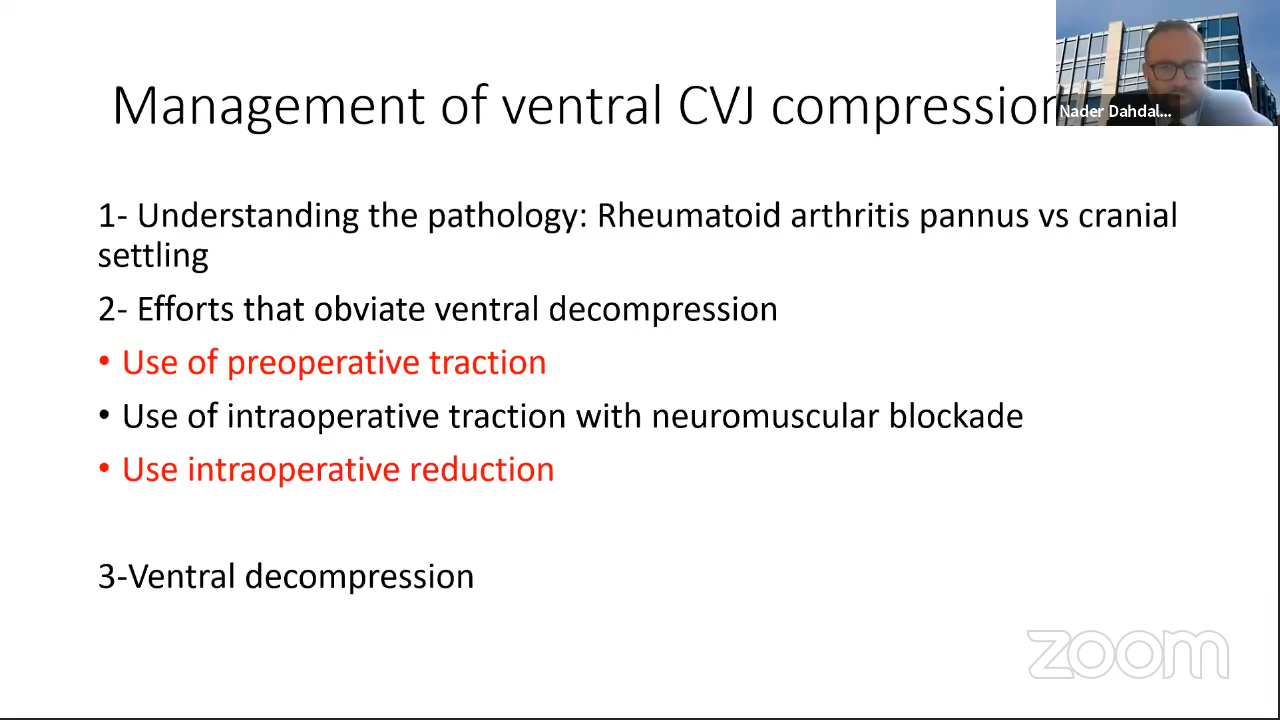 Management of ventral CVJ compression
Nader Dahdal...
1- Understanding the pathology: Rheumatoid arthritis pannus vs cranial
settling
2- Efforts that obviate ventral decompression
• Use of preoperative traction
• Use of intraoperative traction with neuromuscular blockade
• Use intraoperative reduction
3-Ventral decompression
zoom